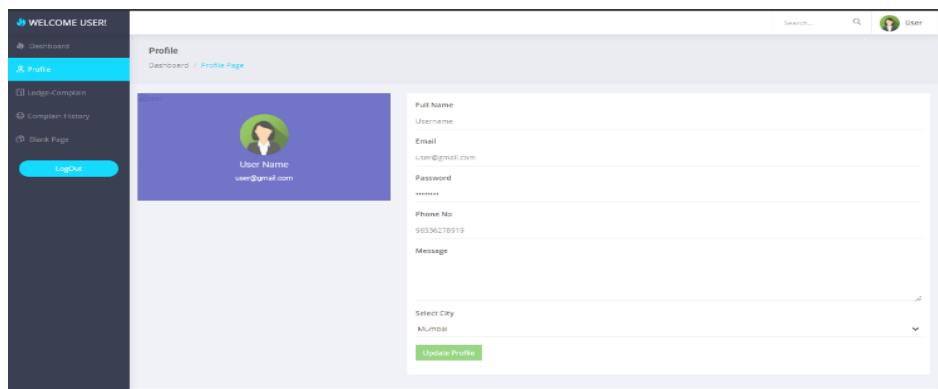 WELCOME USER!
Search...
User
Dashboard
Profile
Lodge-Complain
Complain History
Blank Page
LogOut
Profile
Dashboard / Profile Page
User Name
user@gmail.com
Full Name
Username
Email
user@gmail.com
Password
••••••••
Phone No
98556278919
Message
Select City
Mumbai
Update Profile